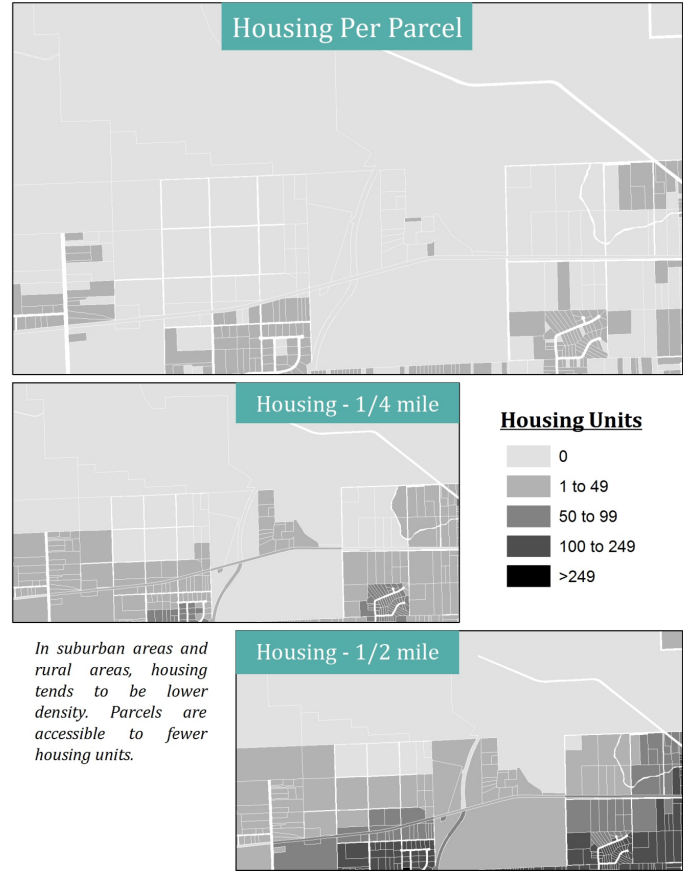 Housing Per Parcel
Housing - 1/4 mile
Housing Units
0
1 to 49
50 to 99
100 to 249
>249
In suburban areas and
rural areas, housing
tends to be lower
density. Parcels are
accessible to fewer
housing units.
Housing - 1/2 mile